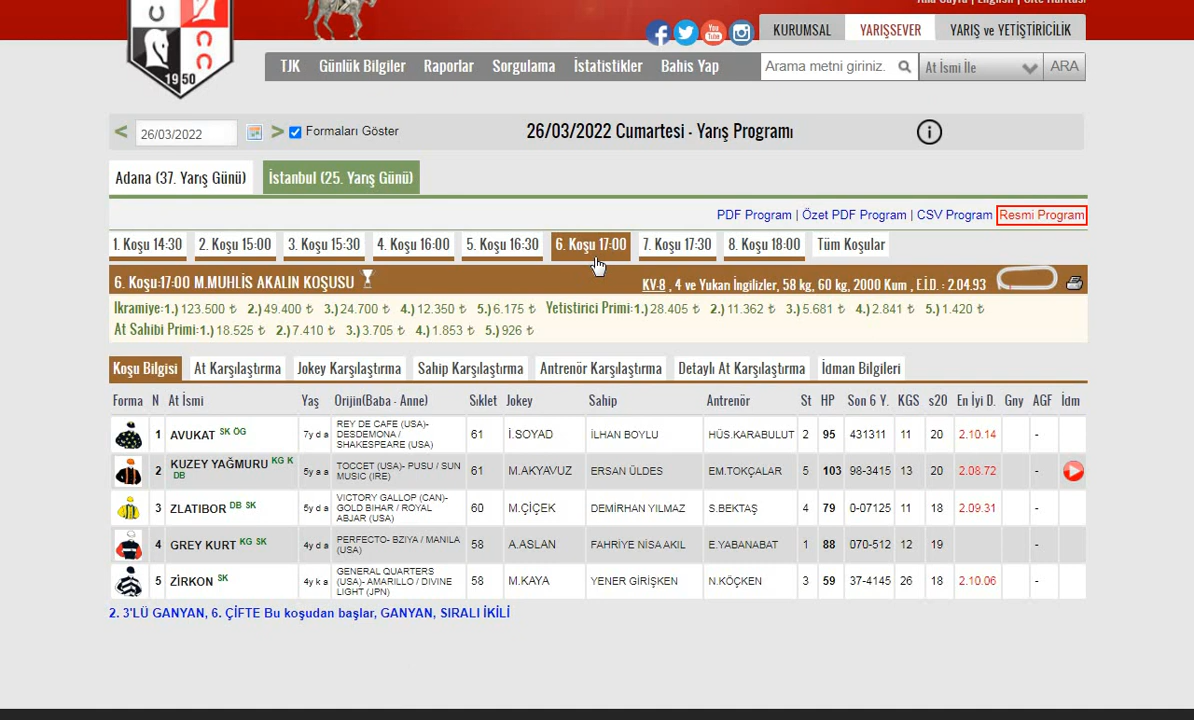 Ana Sayfa | English | Site Haritası
1950
KURUMSAL YARIŞSEVER YARIŞ ve YETİŞTİRİCİLİK
TJK Günlük Bilgiler Raporlar Sorgulama İstatistikler Bahis Yap Arama metni giriniz. At İsmi İle ARA
< 26/03/2022 > Formaları Göster 26/03/2022 Cumartesi - Yarış Programı
Adana (37. Yarış Günü) İstanbul (25. Yarış Günü)
PDF Program | Özet PDF Program | CSV Program Resmi Program
1. Koşu 14:30 2. Koşu 15:00 3. Koşu 15:30 4. Koşu 16:00 5. Koşu 16:30 6. Koşu 17:00 7. Koşu 17:30 8. Koşu 18:00 Tüm Koşular
6. Koşu:17:00 M.MUHLİS AKALIN KOŞUSU KV-8 , 4 ve Yukarı İngilizler, 58 kg, 60 kg, 2000 Kum , E.İ.D. : 2.04.93
Ikramiye:1.) 123.500 ₺ 2.) 49.400 ₺ 3.) 24.700 ₺ 4.) 12.350 ₺ 5.) 6.175 ₺ Yetistirici Primi:1.) 28.405 ₺ 2.) 11.362 ₺ 3.) 5.681 ₺ 4.) 2.841 ₺ 5.) 1.420 ₺
At Sahibi Primi:1.) 18.525 ₺ 2.) 7.410 ₺ 3.) 3.705 ₺ 4.) 1.853 ₺ 5.) 926 ₺
Koşu Bilgisi At Karşılaştırma Jokey Karşılaştırma Sahip Karşılaştırma Antrenör Karşılaştırma Detaylı At Karşılaştırma İdman Bilgileri
Forma N At İsmi Yaş Orijin(Baba - Anne) Sıklet Jokey Sahip Antrenör St HP Son 6 Y. KGS s20 En İyi D. Gny AGF İdm
1 AVUKAT SK ÖG 7y d a REY DE CAFE (USA)- DESDEMONA / SHAKESPEARE (USA) 61 İ.SOYAD İLHAN BOYLU HÜS.KARABULUT 2 95 431311 11 20 2.10.14 -
2 KUZEY YAĞMURU KG K DB 5y a a TOCCET (USA)- PUSU / SUN MUSIC (IRE) 61 M.AKYAVUZ ERSAN ÜLDES EM.TOKÇALAR 5 103 98-3415 13 20 2.08.72 -
3 ZLATIBOR DB SK 5y d a VICTORY GALLOP (CAN)- GOLD BIHAR / ROYAL ABJAR (USA) 60 M.ÇİÇEK DEMİRHAN YILMAZ S.BEKTAŞ 4 79 0-07125 11 18 2.09.31 -
4 GREY KURT KG SK 4y d a PERFECTO- BZIYA / MANILA (USA) 58 A.ASLAN FAHRİYE NİSA AKIL E.YABANABAT 1 88 070-512 12 19 -
5 ZİRKON SK 4y k a GENERAL QUARTERS (USA)- AMARILLO / DIVINE LIGHT (JPN) 58 M.KAYA YENER GİRİŞKEN N.KÖÇKEN 3 59 37-4145 26 18 2.10.06 -
2. 3'LÜ GANYAN, 6. ÇİFTE Bu koşudan başlar, GANYAN, SIRALI İKİLİ